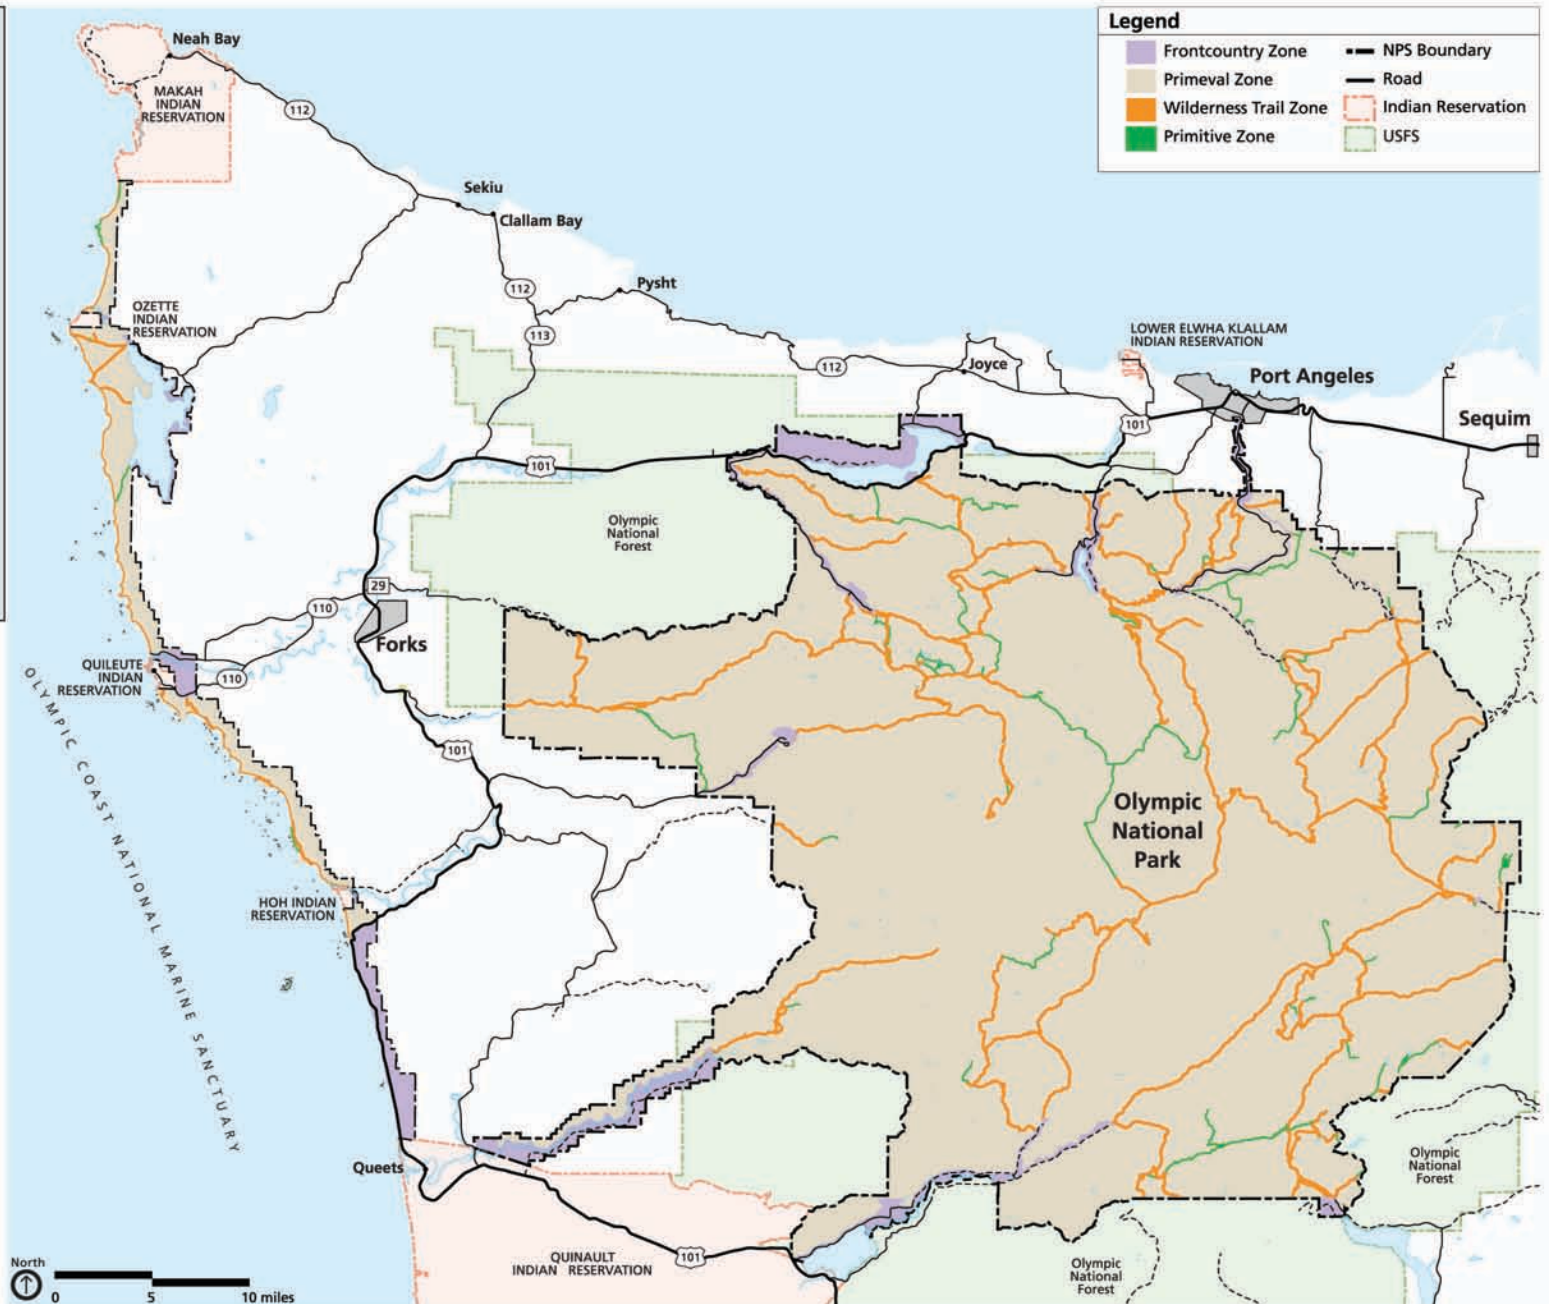 Legend
Frontcountry Zone
Primeval Zone
Wilderness Trail Zone
Primitive Zone
NPS Boundary
Road
Indian Reservation
USFS
Neah Bay
MAKAH
INDIAN
RESERVATION
112
Sekiu
Clallam Bay
112
Pysht
113
OZETTE
INDIAN
RESERVATION
112
Joyce
LOWER ELWHA KLALLAM
INDIAN RESERVATION
Port Angeles
101
Sequim
101
Olympic
National
Forest
29
110
Forks
QUILEUTE
INDIAN
RESERVATION
110
101
OLYMPIC COAST NATIONAL MARINE SANCTUARY
Olympic
National
Park
HOH INDIAN
RESERVATION
Queets
Olympic
National
Forest
QUINAULT
INDIAN RESERVATION
101
Olympic
National
Forest
North
0 5 10 miles